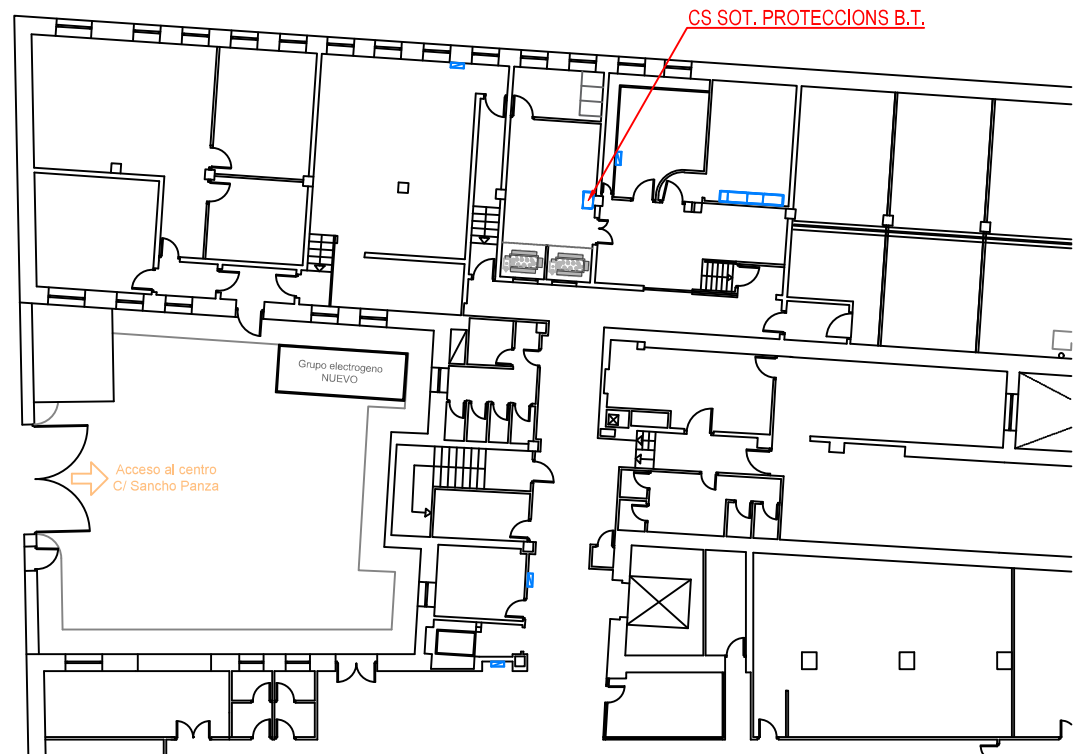 CS SOT. PROTECCIONS B.T.
Grupo electrogeno
NUEVO
Acceso al centro
C/ Sancho Panza